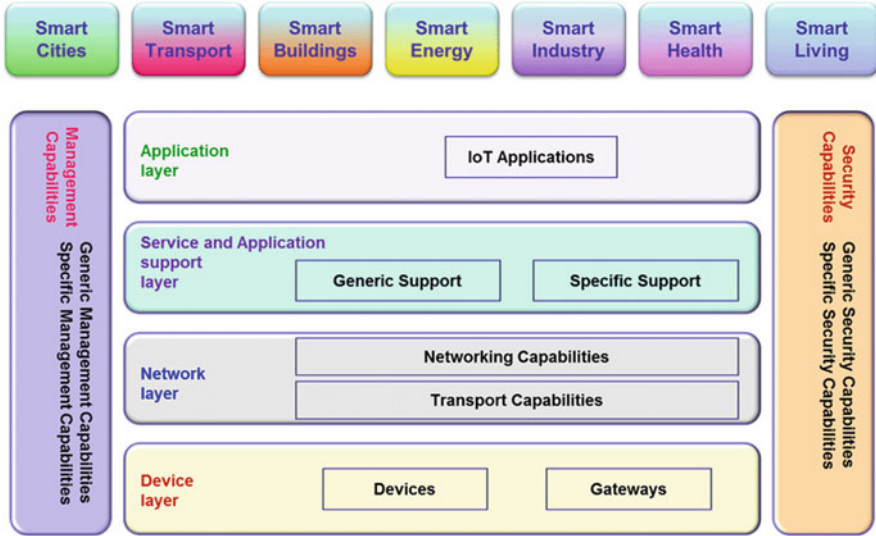 Smart
Cities
Smart
Transport
Smart
Buildings
Smart
Energy
Smart
Industry
Smart
Health
Smart
Living
Management
Capabilities
Generic Management Capabilities
Specific Management Capabilities
Application
layer
IoT Applications
Service and Application
support
layer
Generic Support
Specific Support
Network
layer
Networking Capabilities
Transport Capabilities
Device
layer
Devices
Gateways
Security
Capabilities
Generic Security Capabilities
Specific Security Capabilities